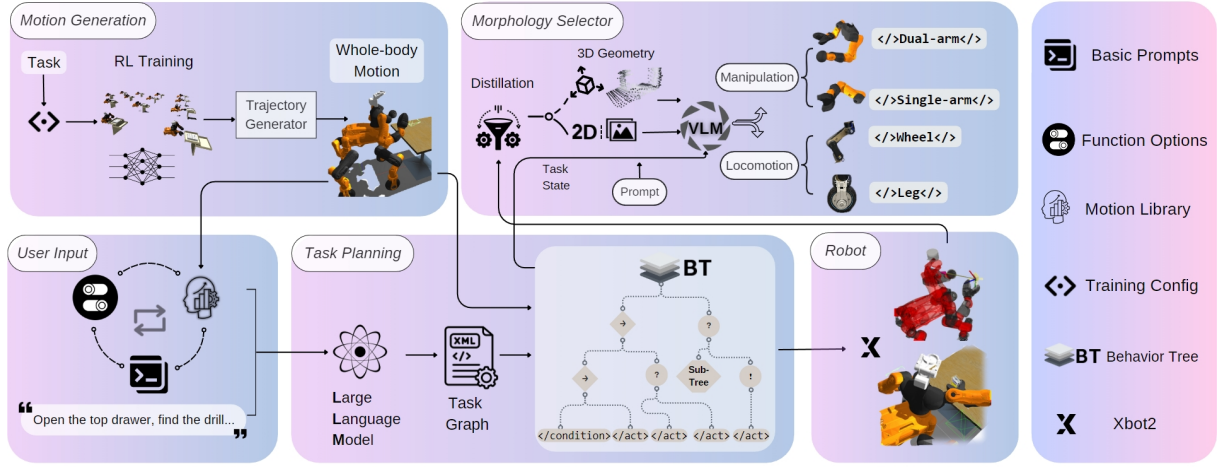 Motion Generation
Task
RL Training
Trajectory
Generator
Whole-body
Motion
Morphology Selector
Distillation
3D Geometry
2D
VLM
Task
State
Prompt
Manipulation
Locomotion
</>Dual-arm</>
</>Single-arm</>
</>Wheel</>
</>Leg</>
User Input
"Open the top drawer, find the drill... "
Task Planning
Large
Language
Model
XML
</>
Task
Graph
BT
→
?
→
?
Sub-
Tree
!
</condition>
</act>
</act>
</act>
</act>
Robot
Basic Prompts
Function Options
Motion Library
Training Config
BT Behavior Tree
Xbot2